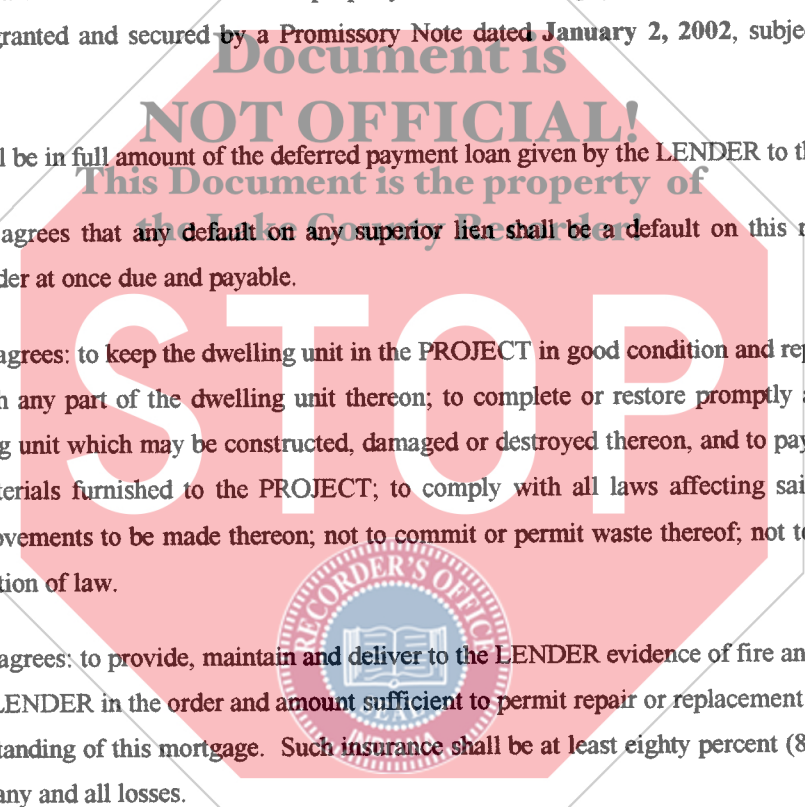 granted and secured by a Promissory Note dated January 2, 2002, subje
Document is
NOT OFFICIAL!
l be in full amount of the deferred payment loan given by the LENDER to th
This Document is the property of
the Lake County Recorder!
agrees that any default on any superior lien shall be a default on this
der at once due and payable.
STOP
agrees: to keep the dwelling unit in the PROJECT in good condition and rep
h any part of the dwelling unit thereon; to complete or restore promptly a
g unit which may be constructed, damaged or destroyed thereon, and to pay
terials furnished to the PROJECT; to comply with all laws affecting sai
ovements to be made thereon; not to commit or permit waste thereof; not to
tion of law.
RECORDER'S OFFICE
SEAL
INDIANA
agrees: to provide, maintain and deliver to the LENDER evidence of fire an
LENDER in the order and amount sufficient to permit repair or replacement
tanding of this mortgage. Such insurance shall be at least eighty percent (8
any and all losses.